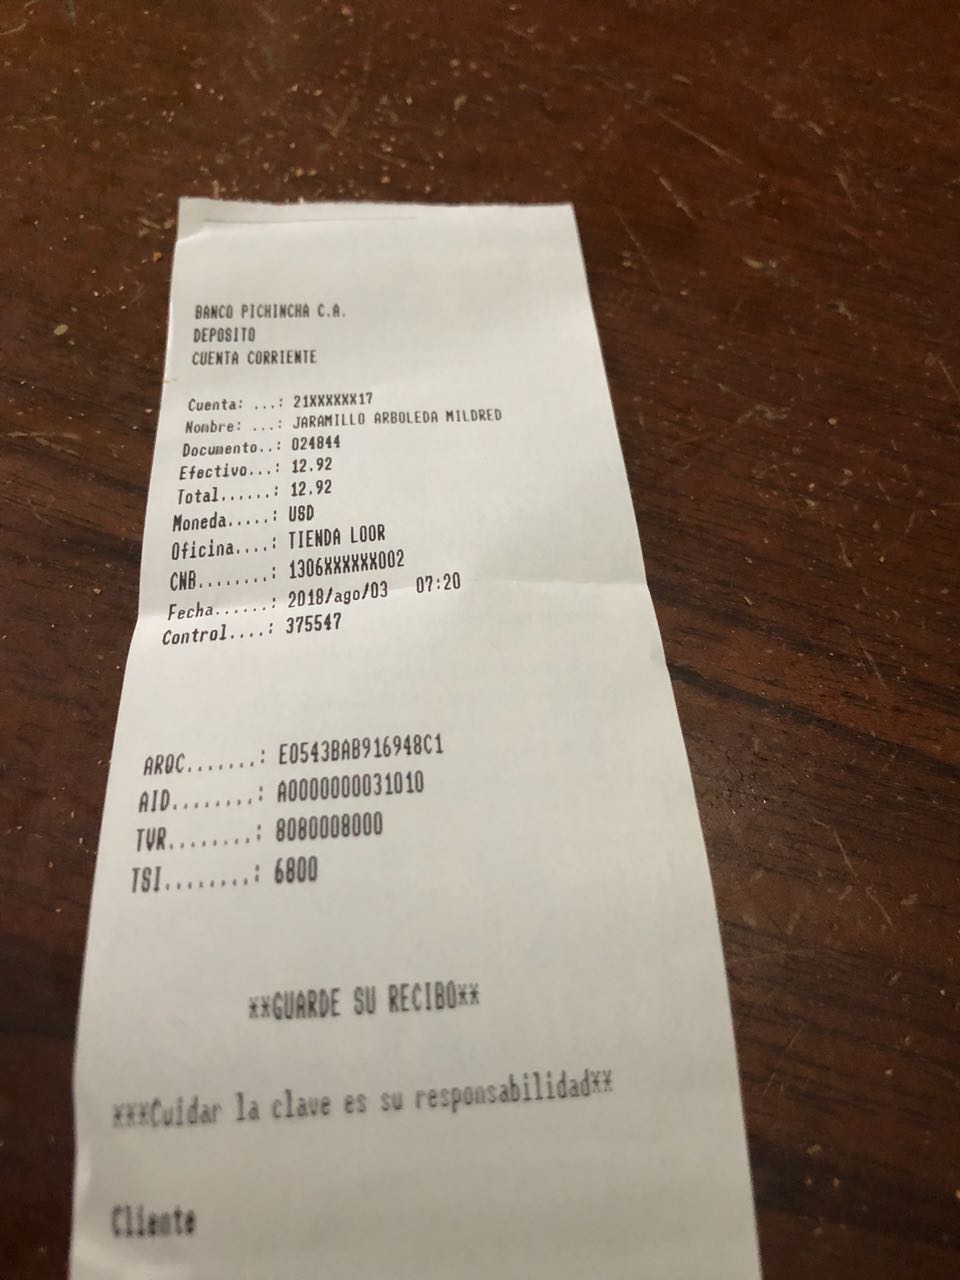 BANCO PICHINCHA C.A.
DEPOSITO
CUENTA CORRIENTE
Cuenta: ...: 21XXXXXX17
Nombre: ...: JARAMILLO ARBOLEDA MILDRED
Documento..: 024844
Efectivo...: 12.92
Total......: 12.92
Moneda.....: USD
Oficina....: TIENDA LOOR
CNB........: 1306XXXXXX002
Fecha......: 2018/ago/03 07:20
Control....: 375547
ARQC.......: E0543BAB916948C1
AID........: A0000000031010
TVR........: 8080008000
TSI........: 6800
**GUARDE SU RECIBO**
***Cuidar la clave es su responsabilidad**
Cliente